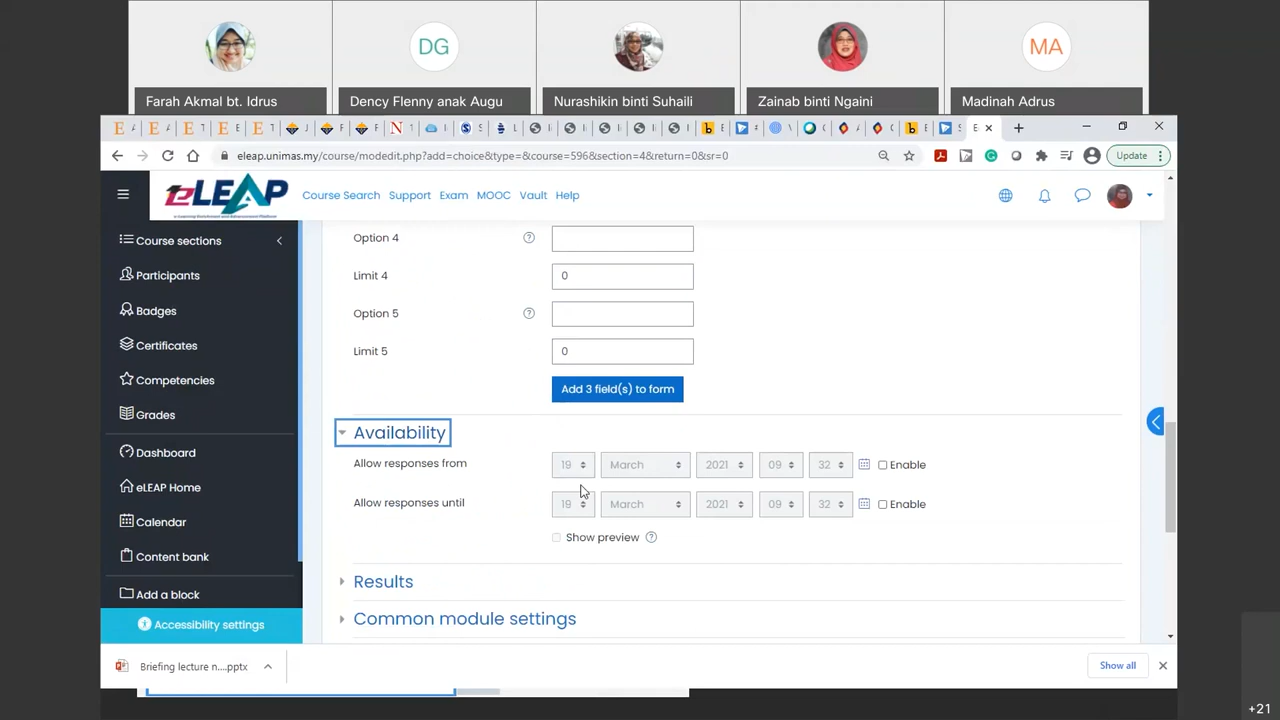 DG
MA
Farah Akmal bt. Idrus
Dency Flenny anak Augu
Nurashikin binti Suhaili
Zainab binti Ngaini
Madinah Adrus
eleap.unimas.my/course/modedit.php?add=choice&type=&course=596&section=4&return=0&sr=0
Update
eLEAP
Course Search Support Exam MOOC Vault Help
Course sections
Participants
Badges
Certificates
Competencies
Grades
Dashboard
eLEAP Home
Calendar
Content bank
Add a block
Accessibility settings
Option 4
Limit 4 0
Option 5
Limit 5 0
Add 3 field(s) to form
Availability
Allow responses from 19 March 2021 09 32 Enable
Allow responses until 19 March 2021 09 32 Enable
Show preview
Results
Common module settings
Briefing lecture n....pptx
Show all
+21